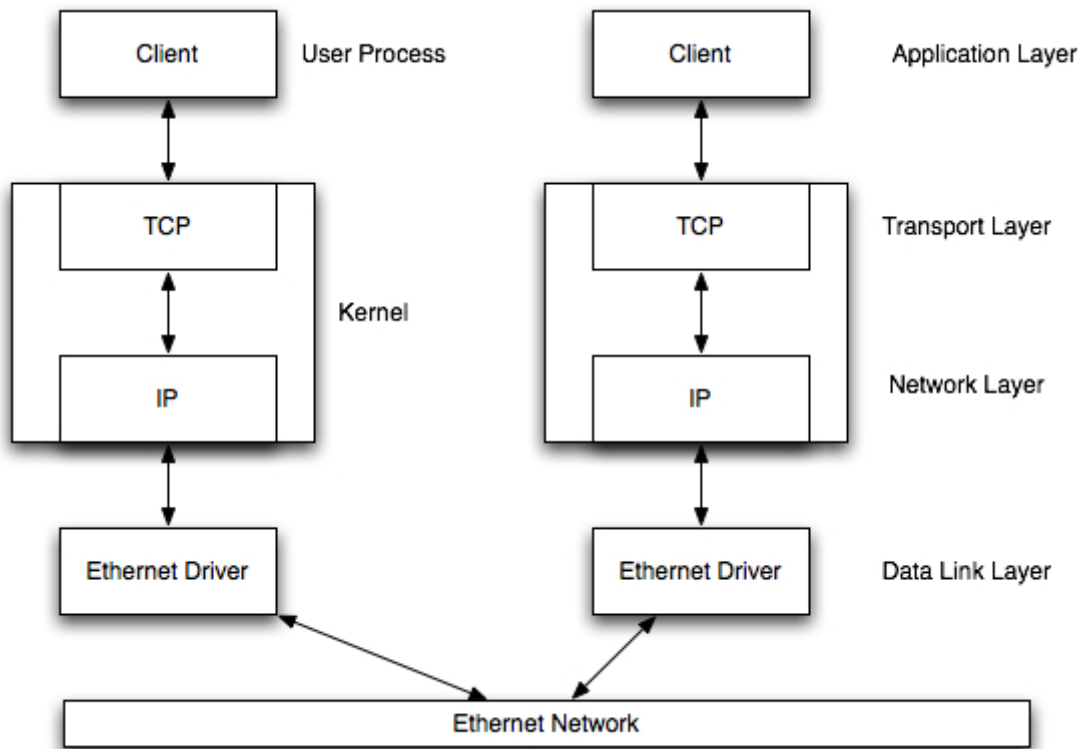 Client
User Process
Client
Application Layer
TCP
TCP
Transport Layer
Kernel
IP
IP
Network Layer
Ethernet Driver
Ethernet Driver
Data Link Layer
Ethernet Network